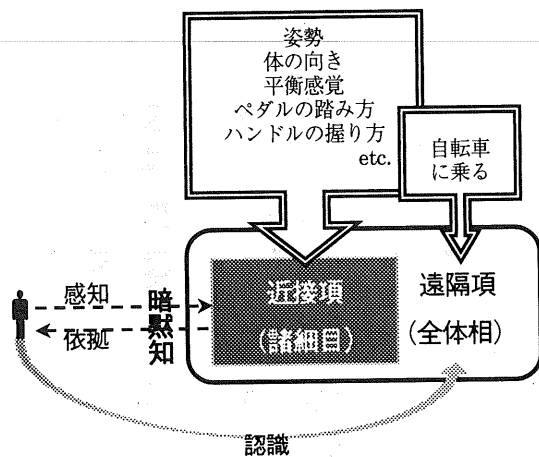 姿勢
体の向き
平衡感覚
ペダルの踏み方
ハンドルの握り方
etc.
自転車
に乗る
感知
依拠
暗黙知
近接項
(諸細目)
遠隔項
(全体相)
認識